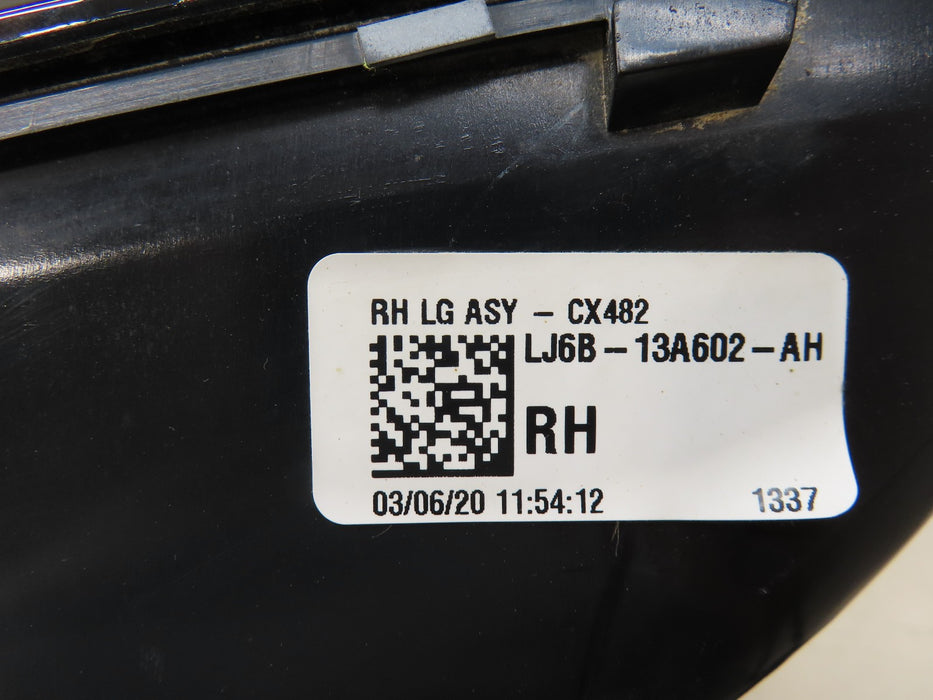 RH LG ASY - CX482
LJ6B-13A602-AH
RH
03/06/20 11:54:12 1337